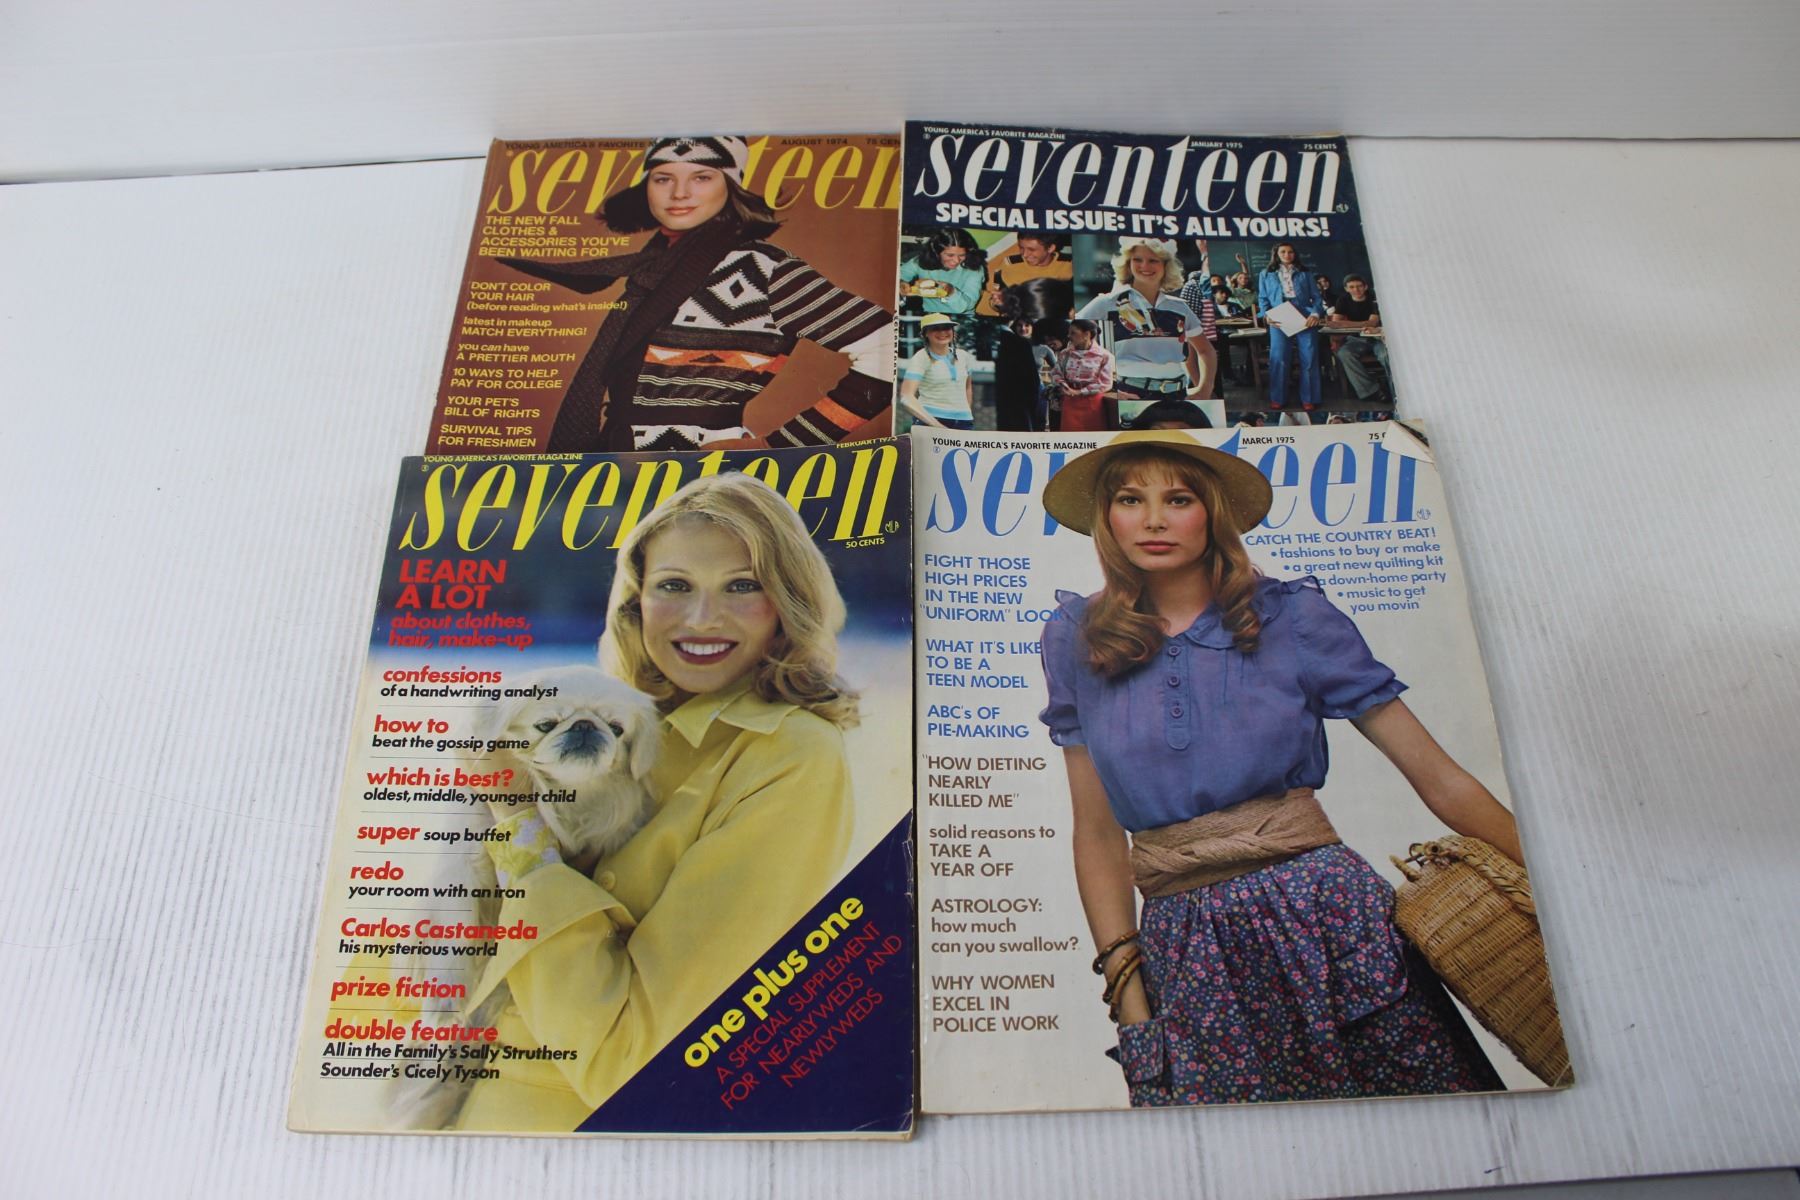 YOUNG AMERICA'S FAVORITE MAGAZINE
AUGUST 1974 75 CEN
seventeen
THE NEW FALL
CLOTHES &
ACCESSORIES YOU'VE
BEEN WAITING FOR
DON'T COLOR
YOUR HAIR
(before reading what's inside!)
latest in makeup
MATCH EVERYTHING!
you can have
A PRETTIER MOUTH
10 WAYS TO HELP
PAY FOR COLLEGE
YOUR PET'S
BILL OF RIGHTS
SURVIVAL TIPS
FOR FRESHMEN
YOUNG AMERICA'S FAVORITE MAGAZINE
JANUARY 1975 75 CENTS
seventeen
SPECIAL ISSUE: IT'S ALL YOURS!
YOUNG AMERICA'S FAVORITE MAGAZINE
FEBRUARY 1973
seventeen
50 CENTS
LEARN
A LOT
about clothes,
hair, make-up
confessions
of a handwriting analyst
how to
beat the gossip game
which is best?
oldest, middle, youngest child
super soup buffet
redo
your room with an iron
Carlos Castaneda
his mysterious world
prize fiction
double feature
All in the Family's Sally Struthers
Sounder's Cicely Tyson
one plus one
A SPECIAL SUPPLEMENT
FOR NEARLYWEDS AND
NEWLYWEDS
YOUNG AMERICA'S FAVORITE MAGAZINE
MARCH 1975 75
seventeen
CATCH THE COUNTRY BEAT!
• fashions to buy or make
• a great new quilting kit
a down-home party
• music to get
you movin'
FIGHT THOSE
HIGH PRICES
IN THE NEW
"UNIFORM" LOOK
WHAT IT'S LIKE
TO BE A
TEEN MODEL
ABC's OF
PIE-MAKING
"HOW DIETING
NEARLY
KILLED ME"
solid reasons to
TAKE A
YEAR OFF
ASTROLOGY:
how much
can you swallow?
WHY WOMEN
EXCEL IN
POLICE WORK